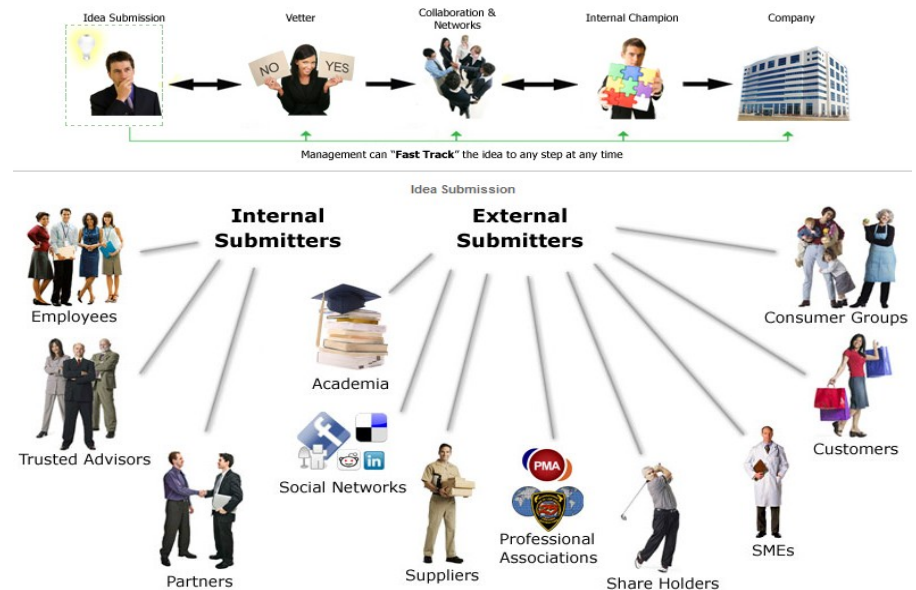 Idea Submission
Vetter
Collaboration &
Networks
Internal Champion
Company
NO
YES
Management can "Fast Track" the idea to any step at any time
Idea Submission
Internal
Submitters
External
Submitters
Employees
Consumer Groups
Academia
Trusted Advisors
Customers
Social Networks
f
in
PMA
Partners
Suppliers
Professional
Associations
Share Holders
SMEs